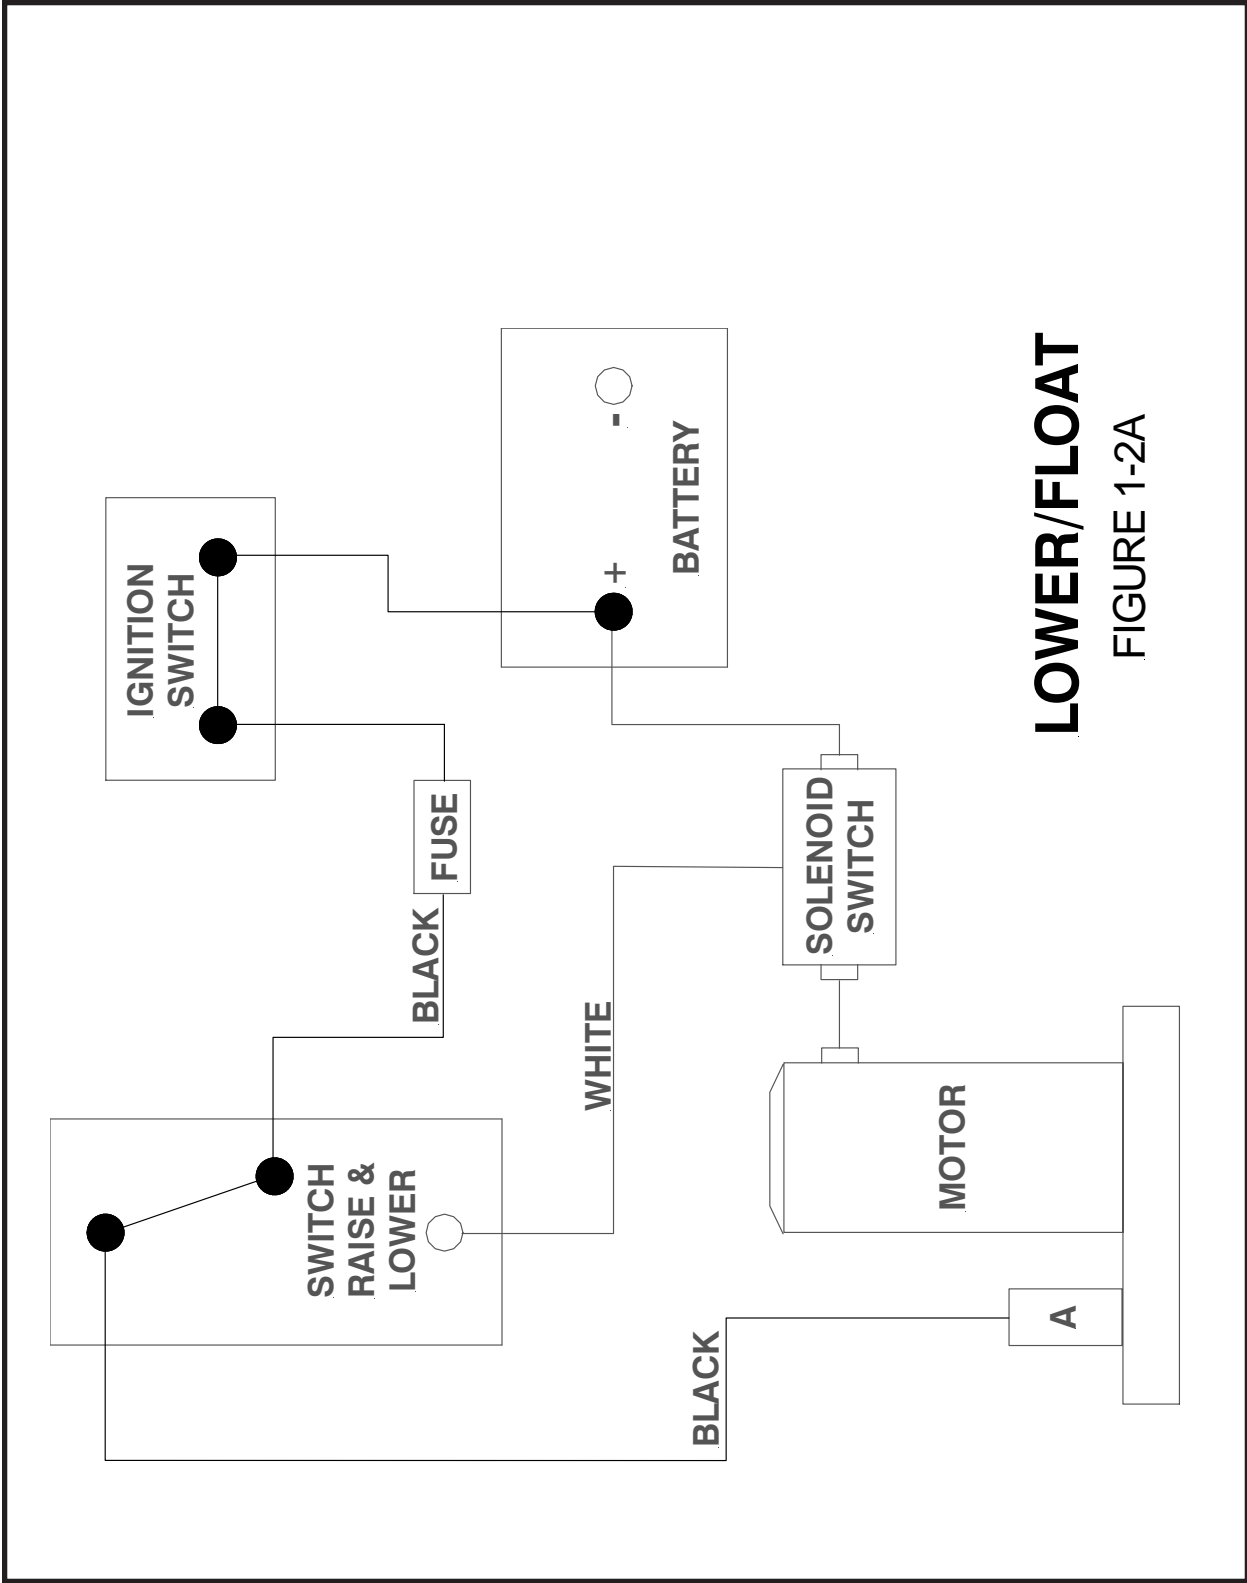 SWITCH
RAISE &
LOWER
IGNITION
SWITCH
BLACK
FUSE
WHITE
- 
+
BATTERY
BLACK
SOLENOID
SWITCH
MOTOR
A
LOWER/FLOAT
FIGURE 1-2A